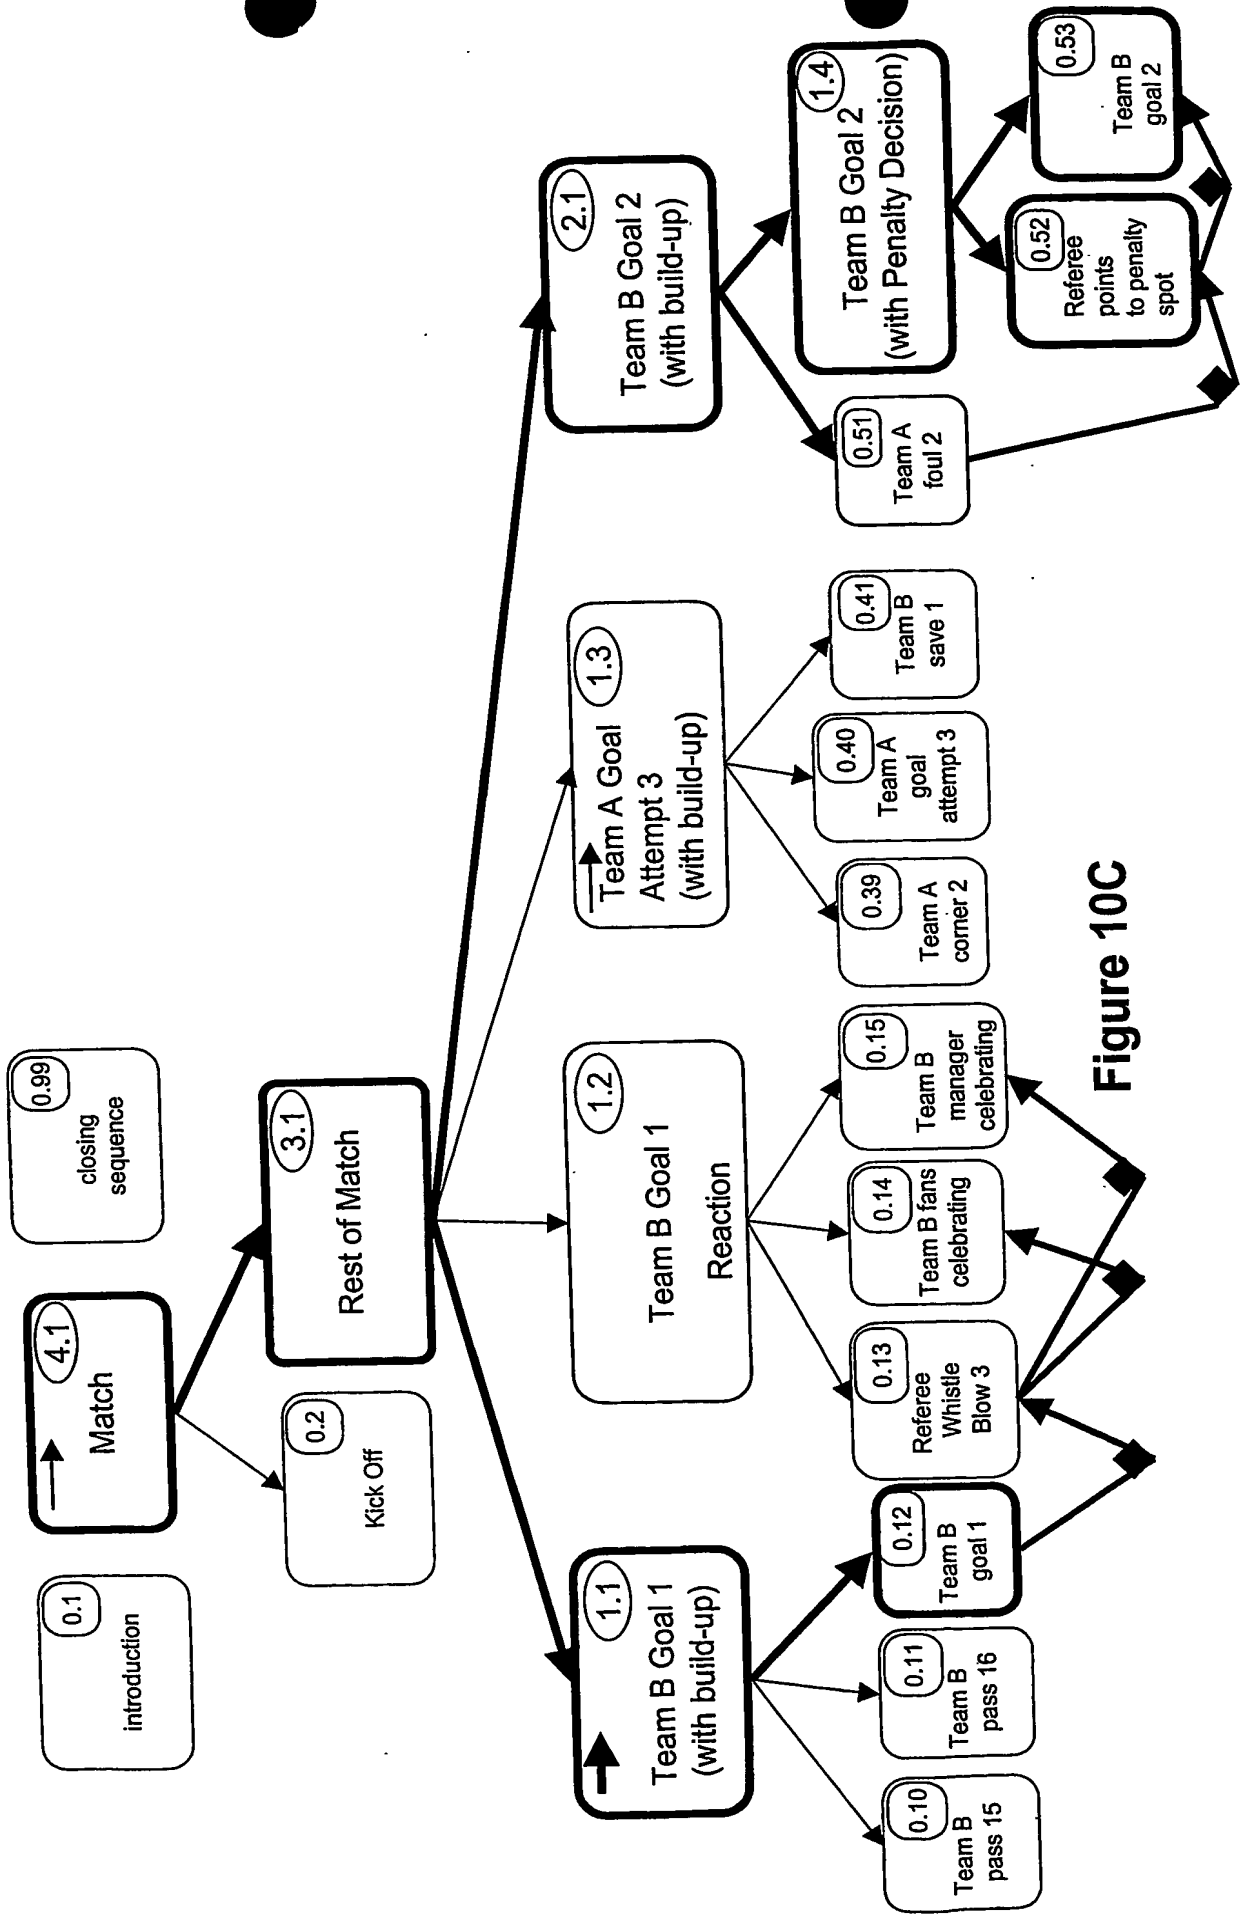 0.1
introduction
4.1
Match
0.99
closing
sequence
0.2
Kick Off
3.1
Rest of Match
1.1
Team B Goal 1
(with build-up)
1.2
Team B Goal 1
Reaction
1.3
Team A Goal
Attempt 3
(with build-up)
2.1
Team B Goal 2
(with build-up)
0.10
Team B
pass 15
0.11
Team B
pass 16
0.12
Team B
goal 1
0.13
Referee
Whistle
Blow 3
0.14
Team B fans
celebrating
0.15
Team B
manager
celebrating
0.39
Team A
corner 2
0.40
Team A
goal
attempt 3
0.41
Team B
save 1
0.51
Team A
foul 2
1.4
Team B Goal 2
(with Penalty Decision)
0.52
Referee
points
to penalty
spot
0.53
Team B
goal 2
Figure 10C